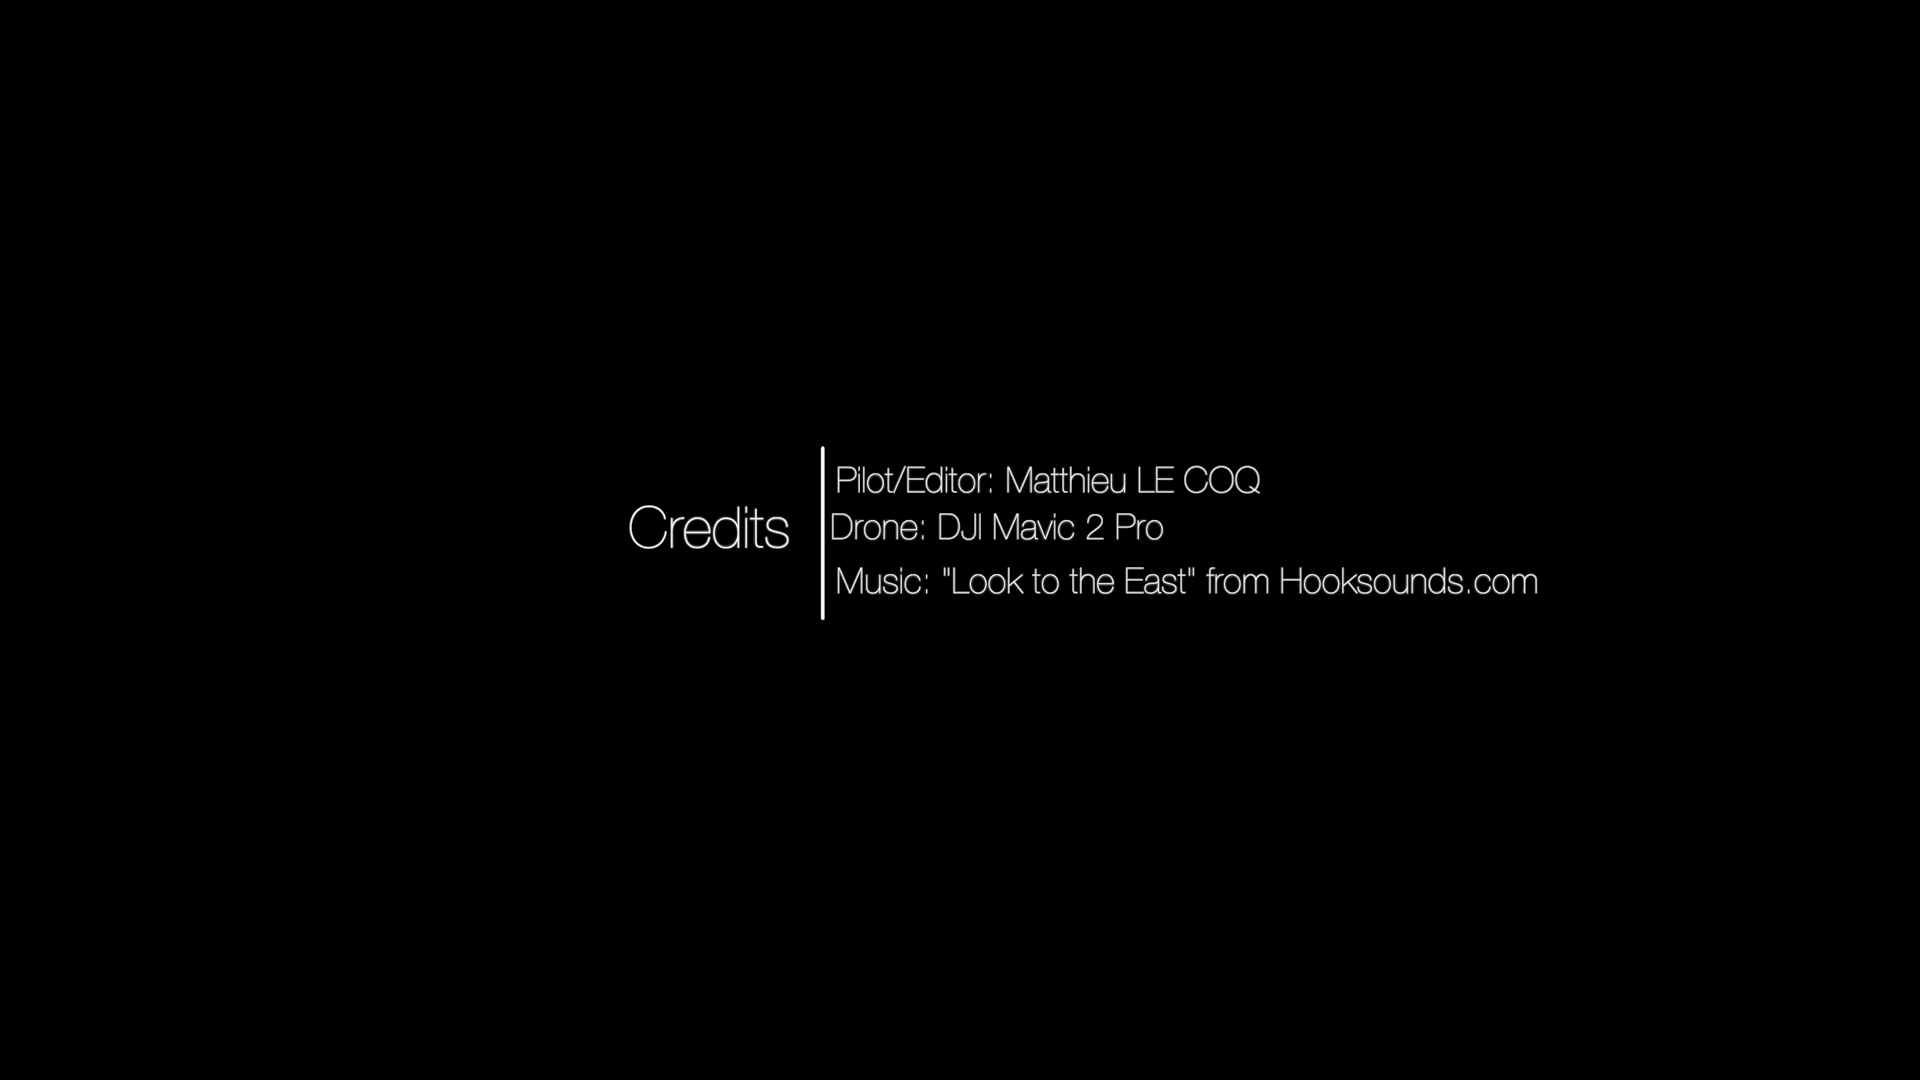 Credits
Pilot/Editor: Matthieu LE COQ
Drone: DJI Mavic 2 Pro
Music: "Look to the East" from Hooksounds.com